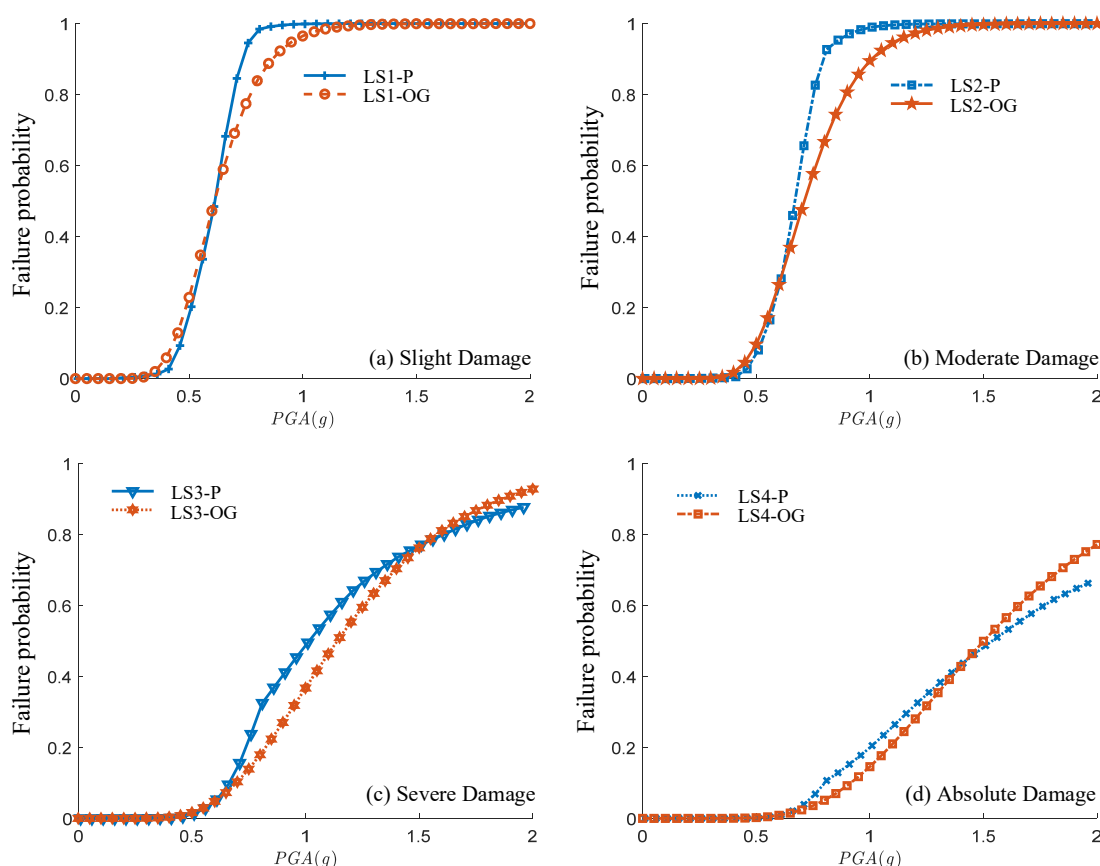 1
0.8
0.6
0.4
0.2
0
Failure probability
LS1-P
LS1-OG
(a) Slight Damage
0
0.5
1
1.5
2
PGA(g)
1
0.8
0.6
0.4
0.2
0
Failure probability
LS2-P
LS2-OG
(b) Moderate Damage
0
0.5
1
1.5
2
PGA(g)
1
0.8
0.6
0.4
0.2
0
Failure probability
LS3-P
LS3-OG
(c) Severe Damage
0
0.5
1
1.5
2
PGA(g)
1
0.8
0.6
0.4
0.2
0
Failure probability
LS4-P
LS4-OG
(d) Absolute Damage
0
0.5
1
1.5
2
PGA(g)